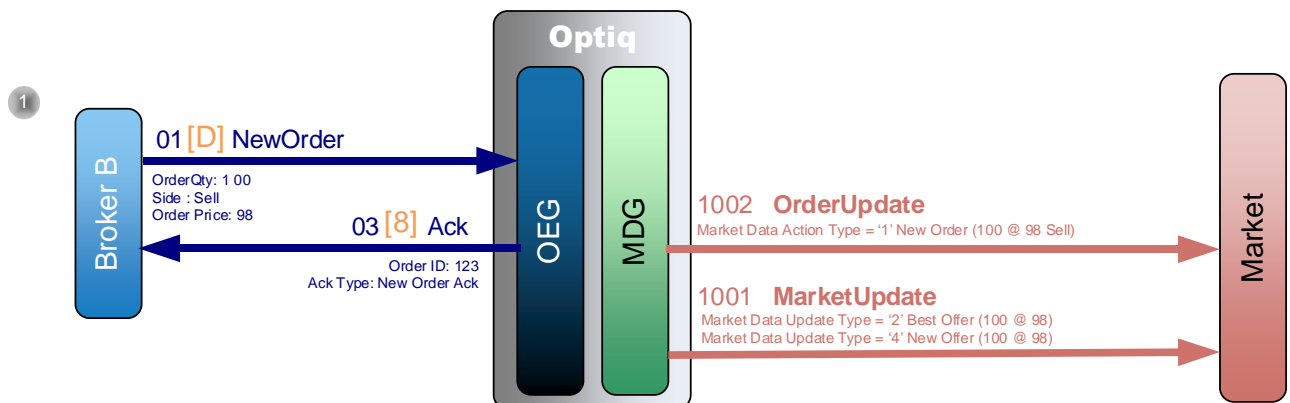 Optiq
1
Broker B
01 [D] NewOrder
OrderQty: 1 00
Side : Sell
Order Price: 98
03 [8] Ack
Order ID: 123
Ack Type: New Order Ack
OEG
MDG
1002 OrderUpdate
Market Data Action Type = ‘1’ New Order (100 @ 98 Sell)
1001 MarketUpdate
Market Data Update Type = ‘2’ Best Offer (100 @ 98)
Market Data Update Type = ‘4’ New Offer (100 @ 98)
Market